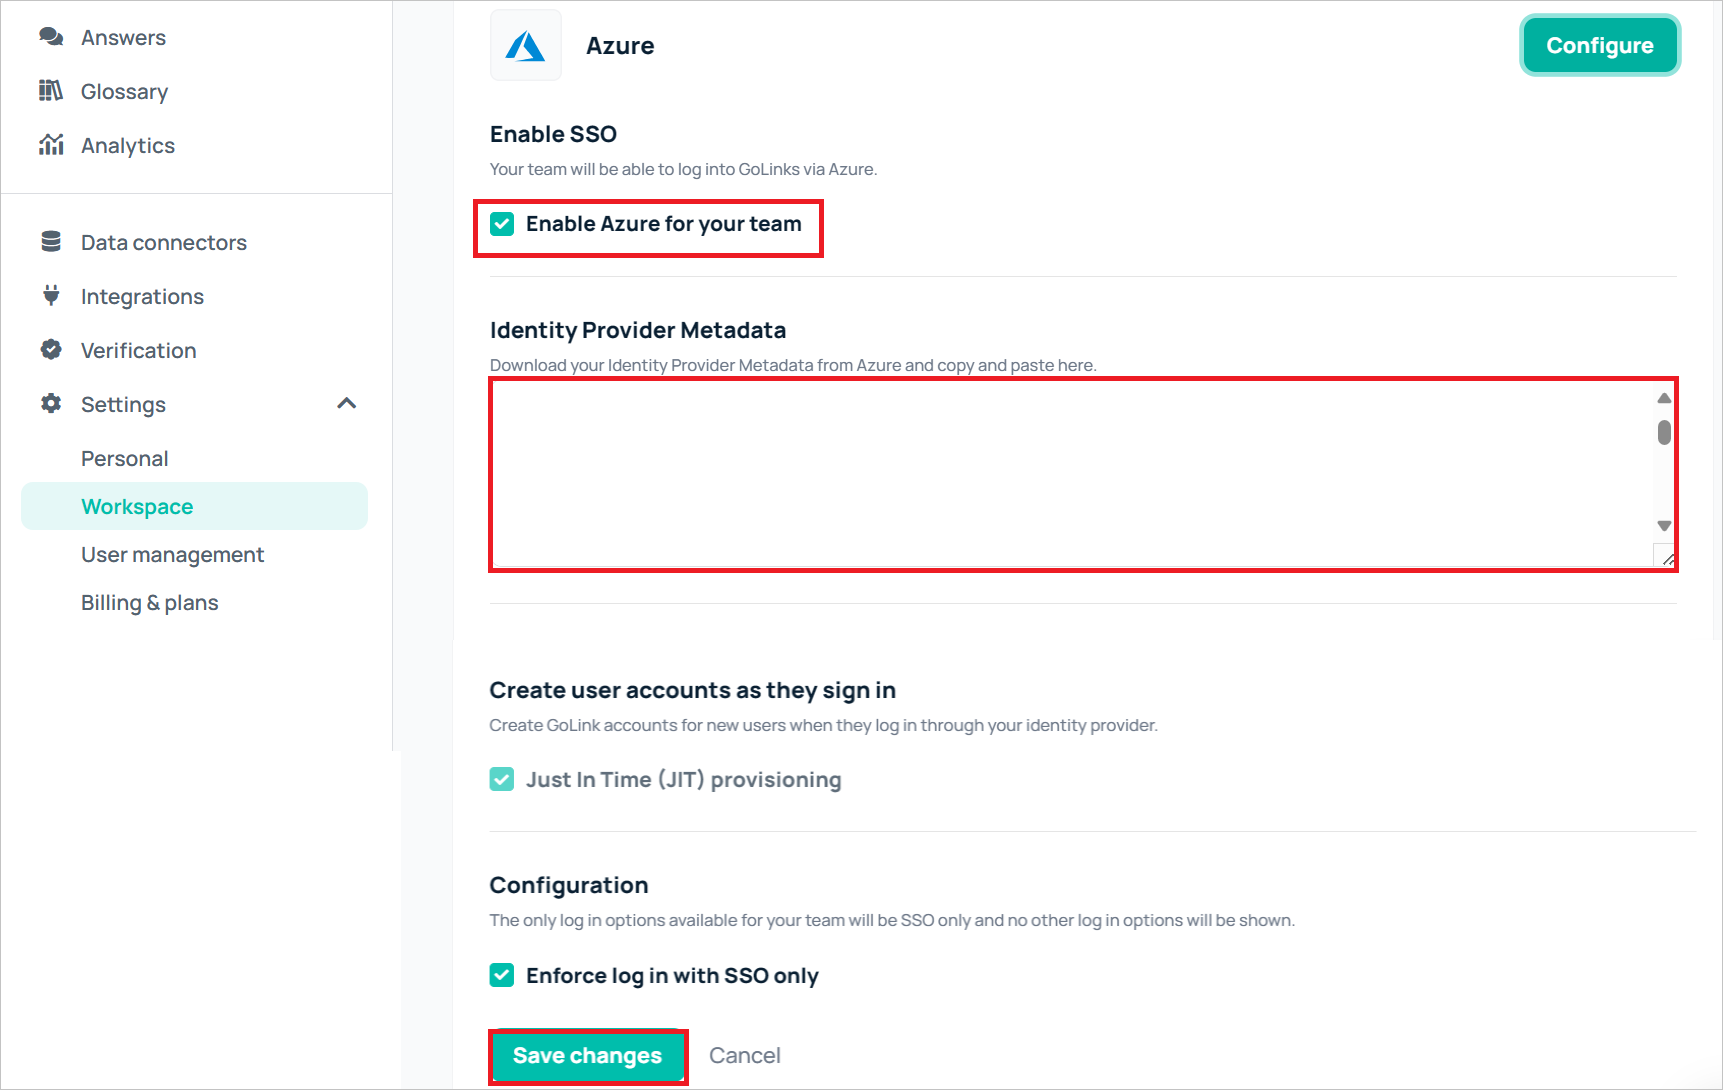 Answers
Glossary
Analytics
Data connectors
Integrations
Verification
Settings
Personal
Workspace
User management
Billing & plans
Azure
Configure
Enable SSO
Your team will be able to log into GoLinks via Azure.
Enable Azure for your team
Identity Provider Metadata
Download your Identity Provider Metadata from Azure and copy and paste here.
Create user accounts as they sign in
Create GoLink accounts for new users when they log in through your identity provider.
Just In Time (JIT) provisioning
Configuration
The only log in options available for your team will be SSO only and no other log in options will be shown.
Enforce log in with SSO only
Save changes
Cancel